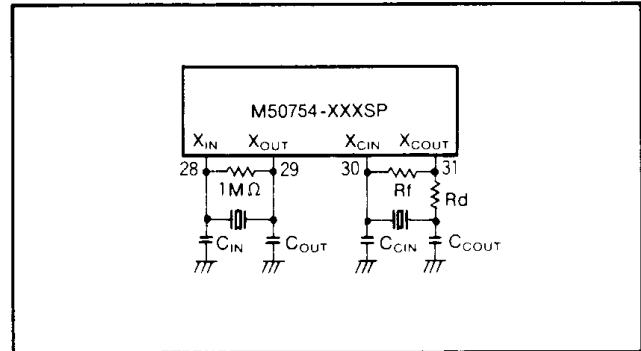 M50754-XXXSP
XIN XOUT XCIN XCOUT
28 29 30 31
1MΩ Rf Rd
CIN COUT CCIN CCOUT